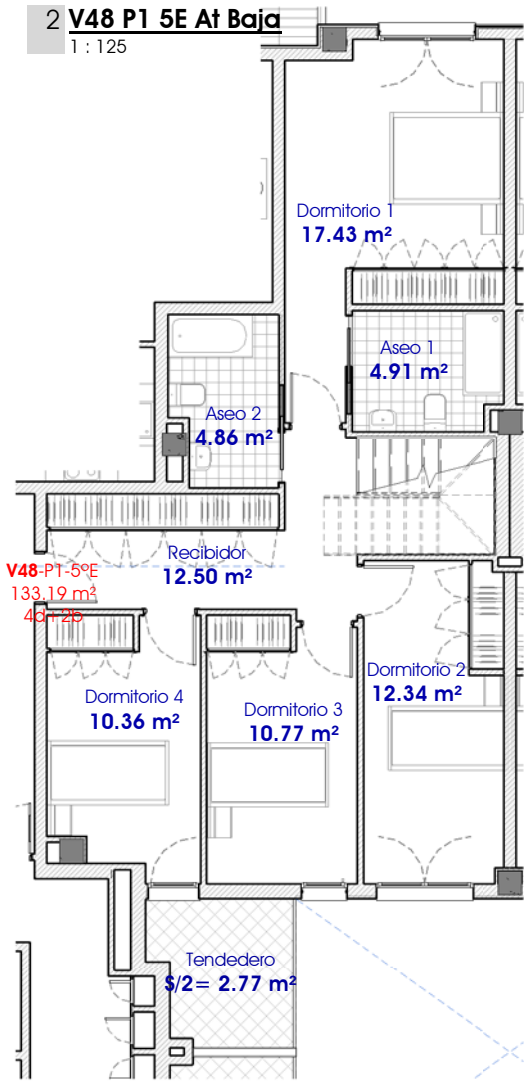 2 V48 P1 5E At Baja
1 : 125
Dormitorio 1
17.43 m²
Aseo 1
4.91 m²
Aseo 2
4.86 m²
Recibidor
12.50 m²
V48-P1-5ºE
133.19 m²
4d+2b
Dormitorio 2
12.34 m²
Dormitorio 4
10.36 m²
Dormitorio 3
10.77 m²
Tendedero
S/2= 2.77 m²